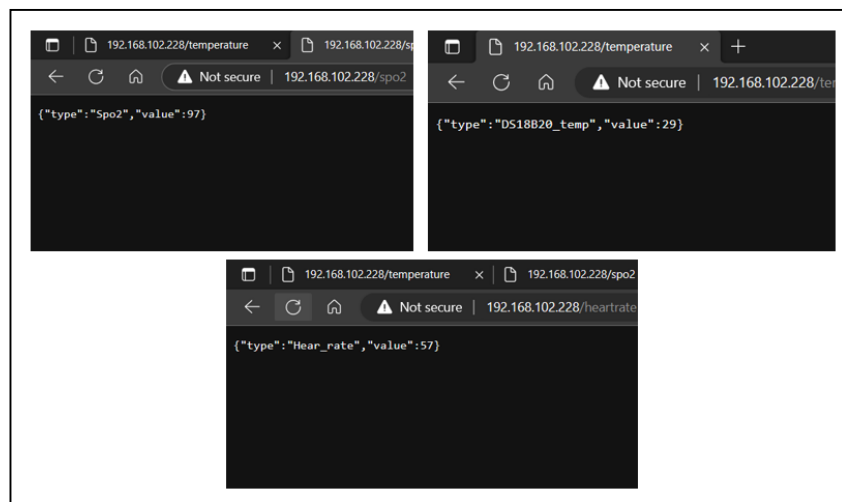 192.168.102.228/temperature
192.168.102.228/sp
Not secure
192.168.102.228/spo2
{"type":"Spo2","value":97}
192.168.102.228/temperature
Not secure
192.168.102.228/ter
{"type":"DS18B20_temp","value":29}
192.168.102.228/temperature
192.168.102.228/spo2
Not secure
192.168.102.228/heartrate
{"type":"Hear_rate","value":57}